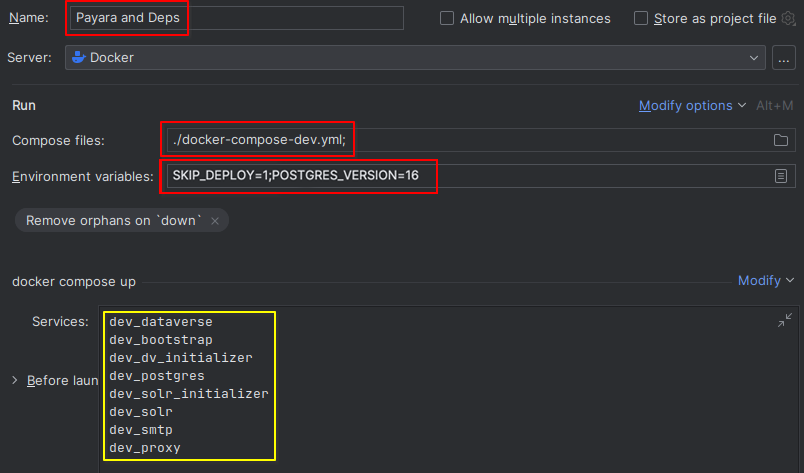 Name: Payara and Deps Allow multiple instances Store as project file
Server: Docker ...
Run Modify options Alt+M
Compose files: ./docker-compose-dev.yml;
Environment variables: SKIP_DEPLOY=1;POSTGRES_VERSION=16
Remove orphans on `down` ×
docker compose up Modify
Services: dev_dataverse
dev_bootstrap
dev_dv_initializer
dev_postgres
Before laun
dev_solr_initializer
dev_solr
dev_smtp
dev_proxy